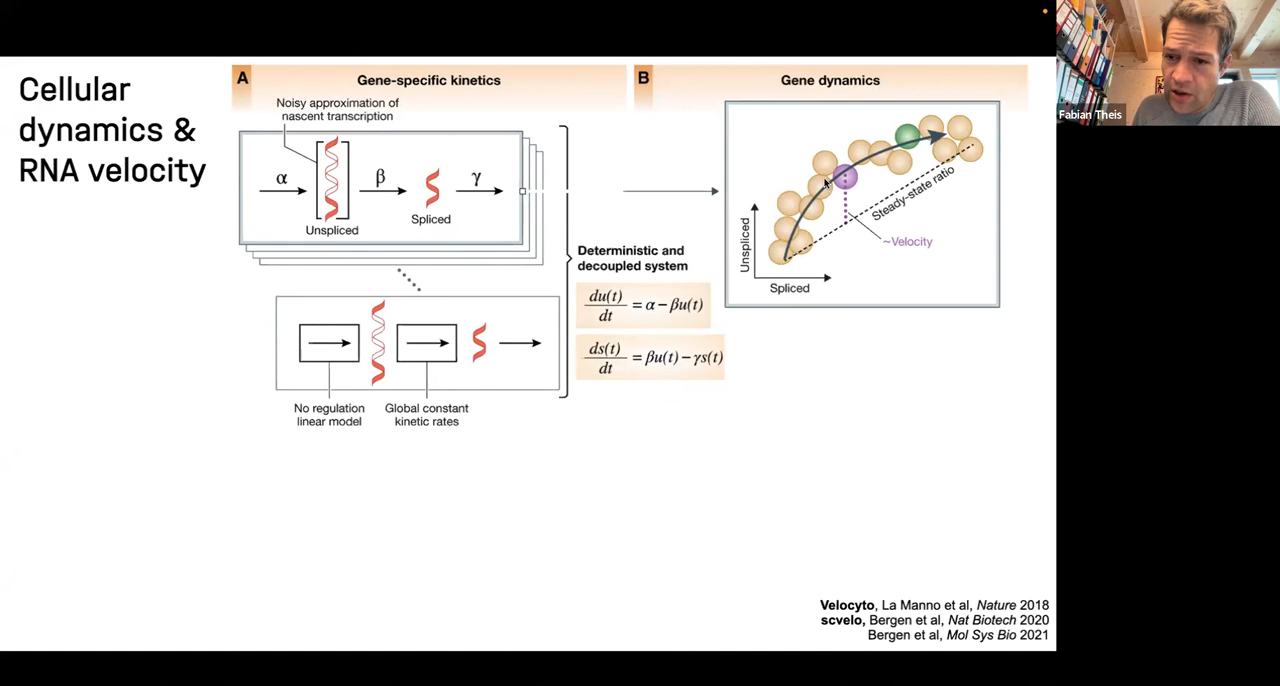 Cellular
dynamics &
RNA velocity
A
Gene-specific kinetics
Noisy approximation of
nascent transcription
α
β
γ
Unspliced
Spliced
No regulation
linear model
Global constant
kinetic rates
Deterministic and
decoupled system
du(t)/dt = α − βu(t)
ds(t)/dt = βu(t) − γs(t)
B
Gene dynamics
Unspliced
Spliced
Steady-state ratio
~Velocity
Velocyto, La Manno et al, Nature 2018
scvelo, Bergen et al, Nat Biotech 2020
Bergen et al, Mol Sys Bio 2021
Fabian Theis